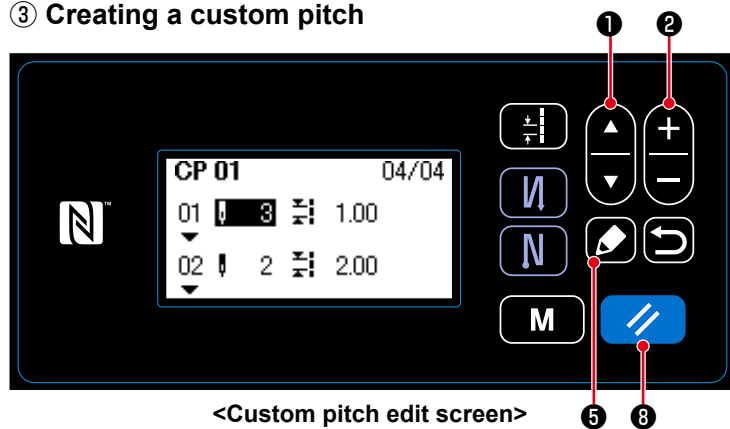 ③ Creating a custom pitch
❶ ❷
CP 01 04/04
01 3 1.00
02 2 2.00
N ™
M
<Custom pitch edit screen>
❺ ❽